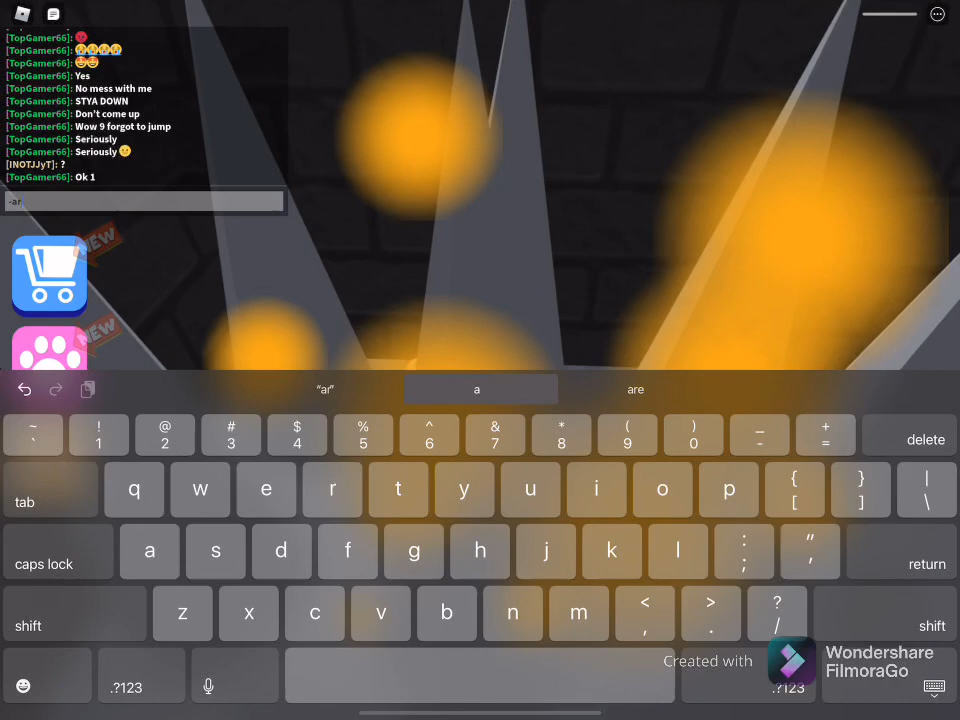 [TopGamer66]: 😡
[TopGamer66]: 😭😭😭😭
[TopGamer66]: 🤩🤩
[TopGamer66]: Yes
[TopGamer66]: No mess with me
[TopGamer66]: STYA DOWN
[TopGamer66]: Don't come up
[TopGamer66]: Wow 9 forgot to jump
[TopGamer66]: Seriously
[TopGamer66]: Seriously 🤨
[INOTJJyT]: ?
[TopGamer66]: Ok 1
-ar
NEW
NEW
"ar" a are
~ ! @ # $ % ^ & * ( ) _ +
` 1 2 3 4 5 6 7 8 9 0 - = delete
tab q w e r t y u i o p { [ } ] | \
caps lock a s d f g h j k l : ; " ' return
shift z x c v b n m < , > . ? / shift
.?123 .?123
Created with Wondershare
FilmoraGo